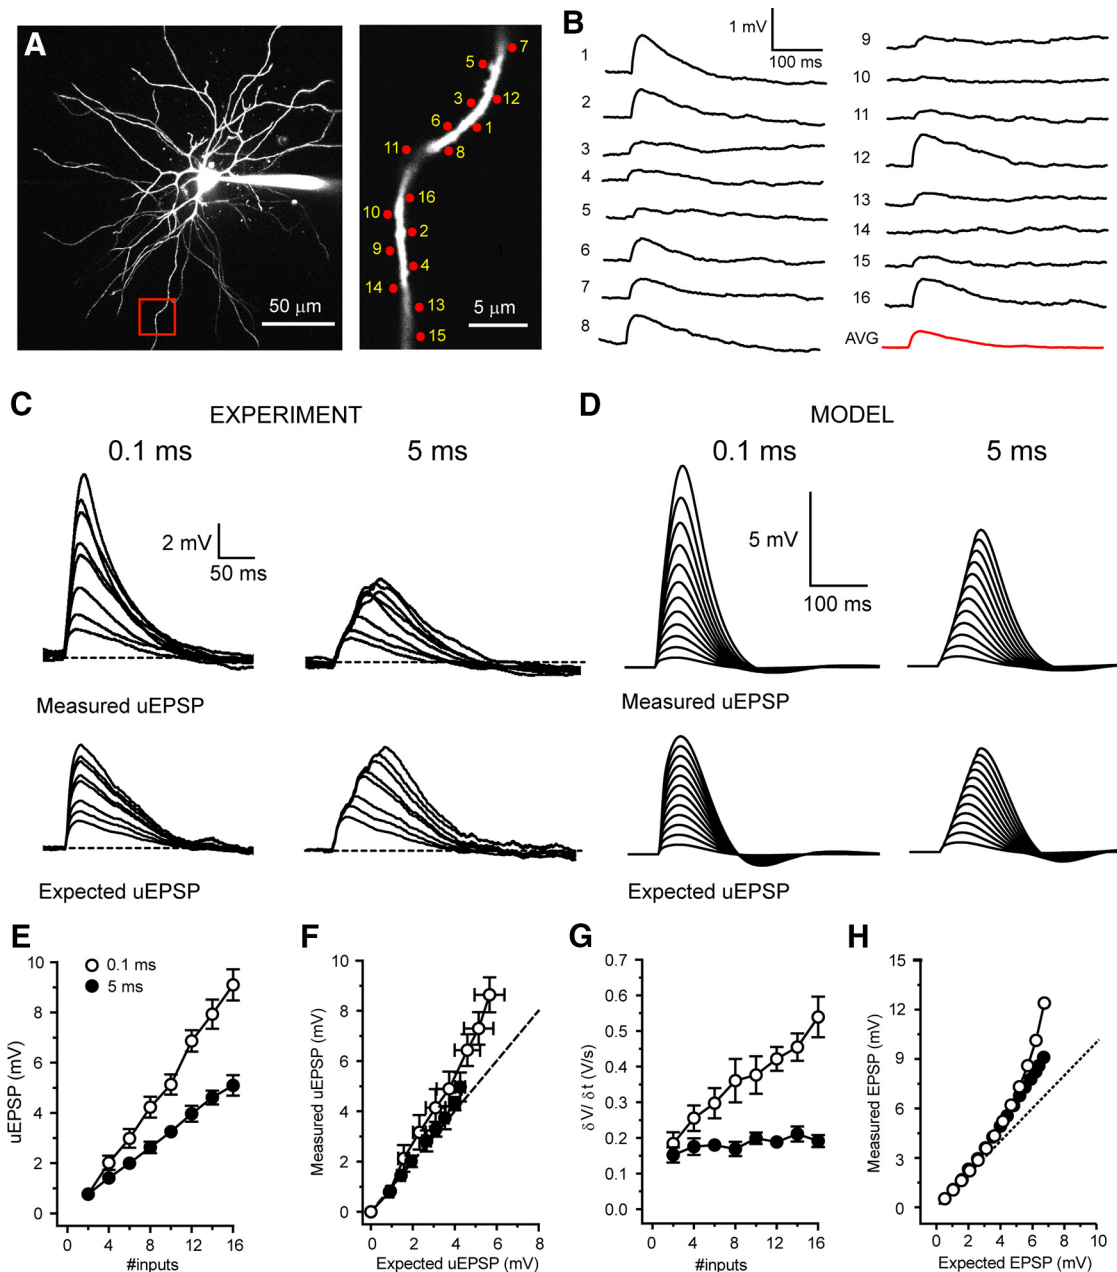 A
7
5
3
12
6
1
11
8
16
10
2
9
4
14
13
15
50 μm
5 μm
B
1 mV
100 ms
1
2
3
4
5
6
7
8
9
10
11
12
13
14
15
16
AVG
C
EXPERIMENT
0.1 ms
5 ms
2 mV
50 ms
Measured uEPSP
Expected uEPSP
D
MODEL
0.1 ms
5 ms
5 mV
100 ms
Measured uEPSP
Expected uEPSP
E
0.1 ms
5 ms
uEPSP (mV)
10
8
6
4
2
0
0 4 8 12 16
#inputs
F
Measured uEPSP (mV)
10
8
6
4
2
0
0 2 4 6 8
Expected uEPSP (mV)
G
δV/ δt (V/s)
0.7
0.6
0.5
0.4
0.3
0.2
0.1
0.0
0 4 8 12 16
#inputs
H
Measured EPSP (mV)
15
12
9
6
3
0
0 2 4 6 8 10
Expected EPSP (mV)